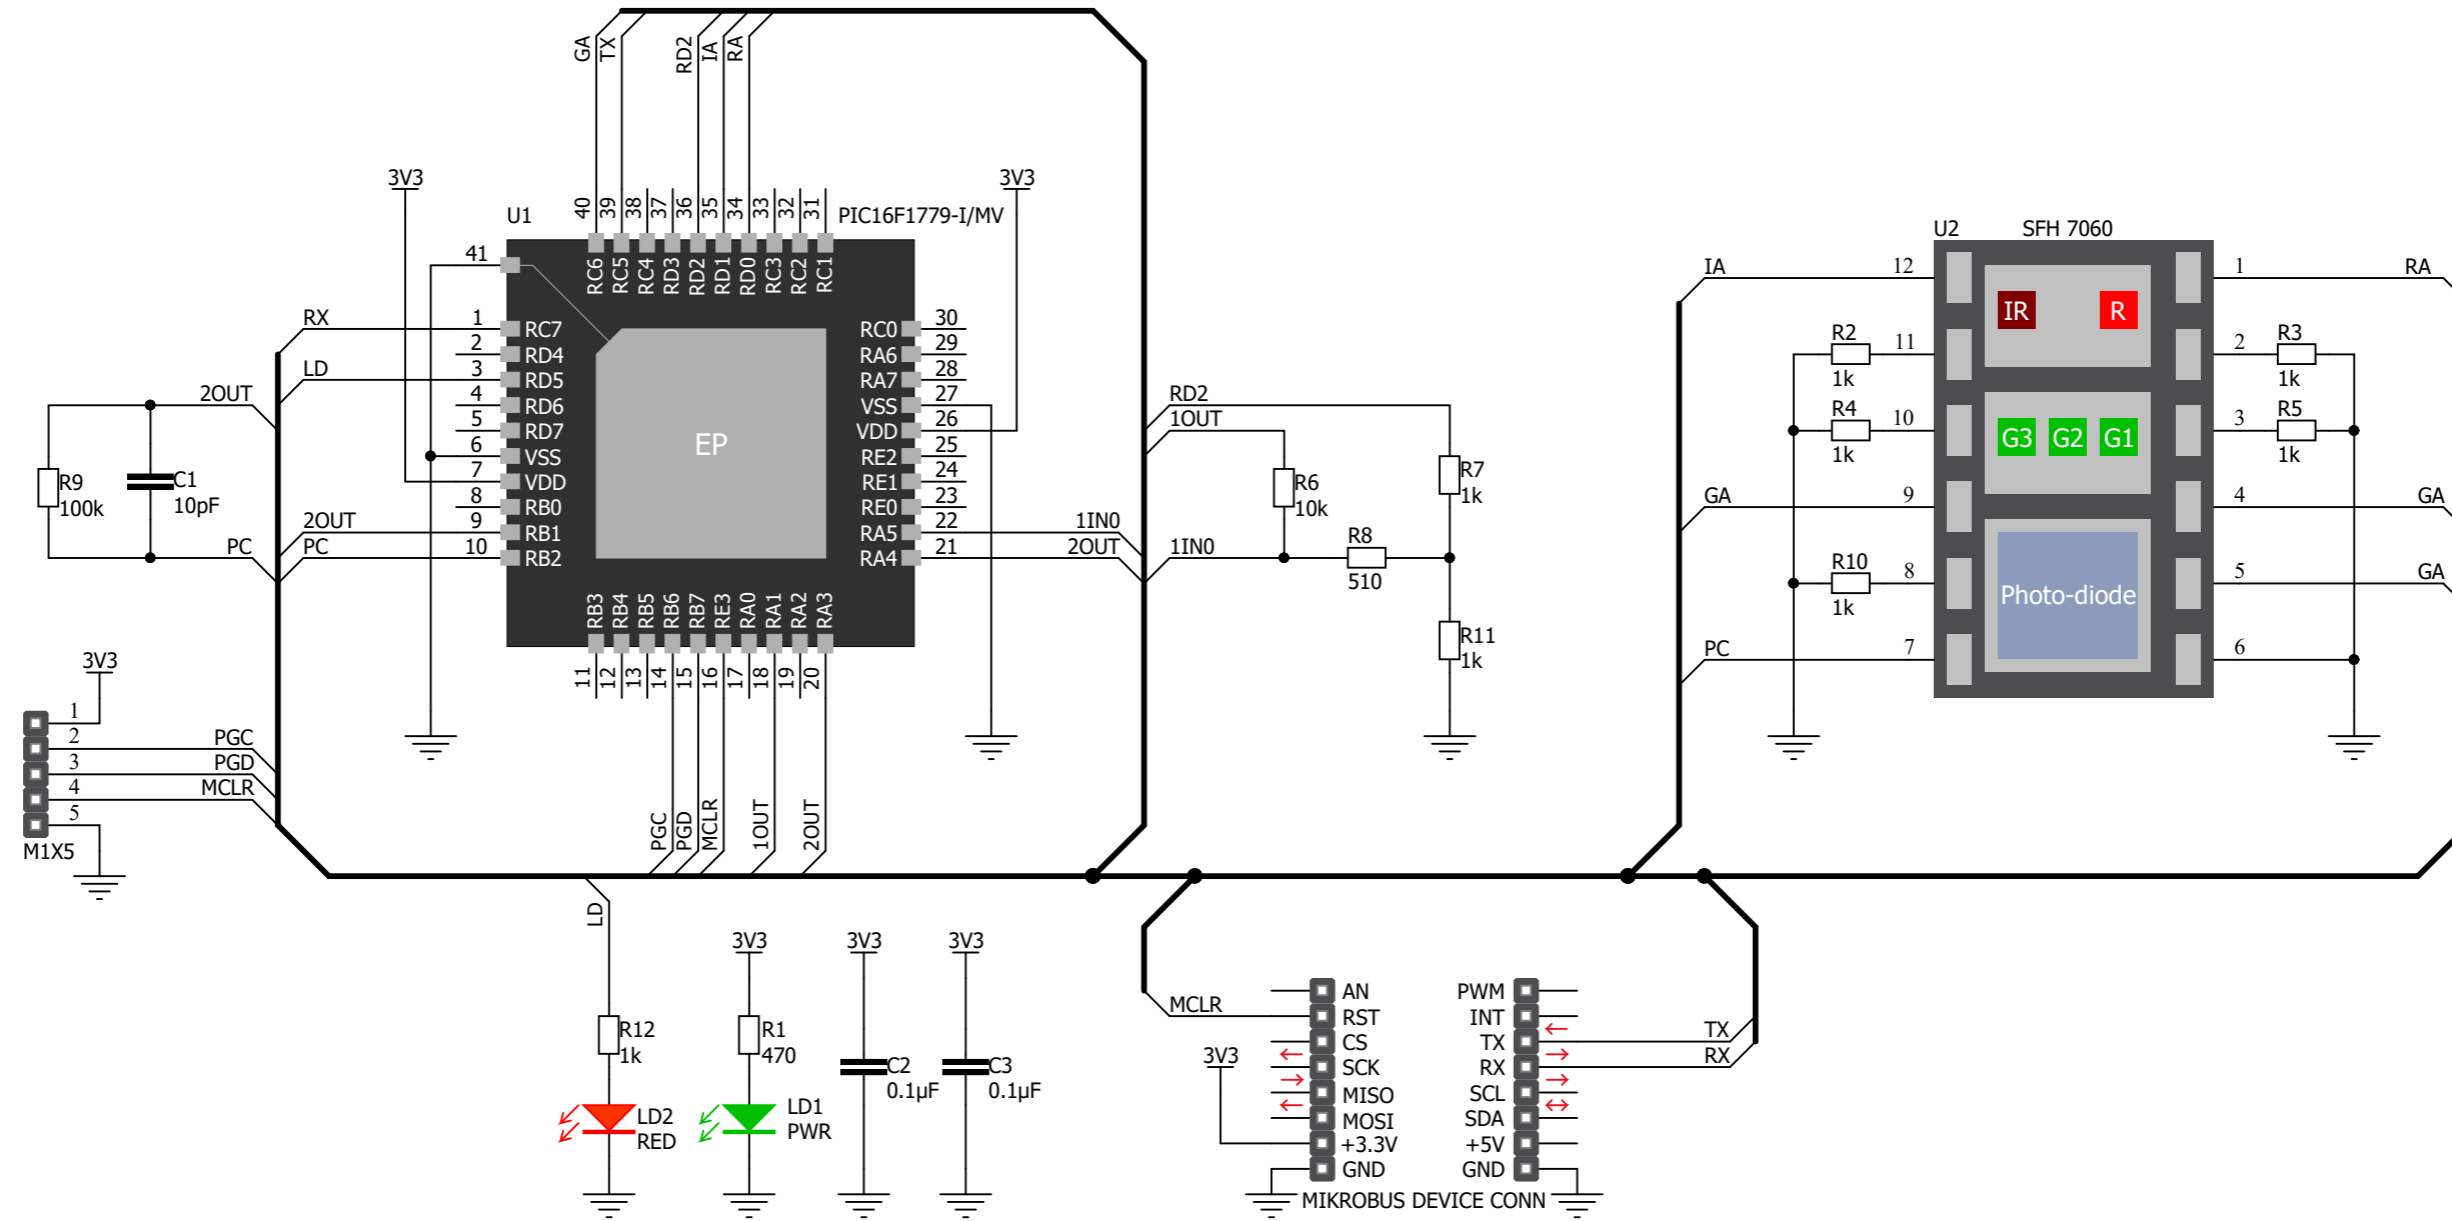 GA
TX
RD2
IA
RA
3V3
3V3
U1
PIC16F1779-I/MV
40
39
38
37
36
35
34
33
32
31
RC6
RC5
RC4
RD3
RD2
RD1
RD0
RC3
RC2
RC1
41
RX
1
RC7
2
RD4
LD
3
RD5
4
RD6
5
RD7
6
VSS
7
VDD
8
RB0
2OUT
9
RB1
PC
10
RB2
EP
RC0
30
RA6
29
RA7
28
VSS
27
VDD
26
RE2
25
RE1
24
RE0
23
RA5
22
1IN0
RA4
21
2OUT
RB3
RB4
RB5
RB6
RB7
RE3
RA0
RA1
RA2
RA3
11
12
13
14
15
16
17
18
19
20
PGC
PGD
MCLR
1OUT
2OUT
2OUT
R9
100k
C1
10pF
PC
3V3
1
2
PGC
3
PGD
4
MCLR
5
M1X5
RD2
1OUT
R6
10k
R7
1k
1IN0
R8
510
R11
1k
U2
SFH 7060
IA
12
1
RA
IR
R
R2
1k
11
2
R3
1k
R4
1k
10
3
R5
1k
G3
G2
G1
GA
9
4
GA
R10
1k
8
5
GA
Photo-diode
PC
7
6
LD
R12
1k
LD2
RED
3V3
R1
470
LD1
PWR
3V3
C2
0.1µF
3V3
C3
0.1µF
MCLR
3V3
AN
RST
CS
SCK
MISO
MOSI
+3.3V
GND
PWM
INT
TX
RX
SCL
SDA
+5V
GND
TX
RX
MIKROBUS DEVICE CONN